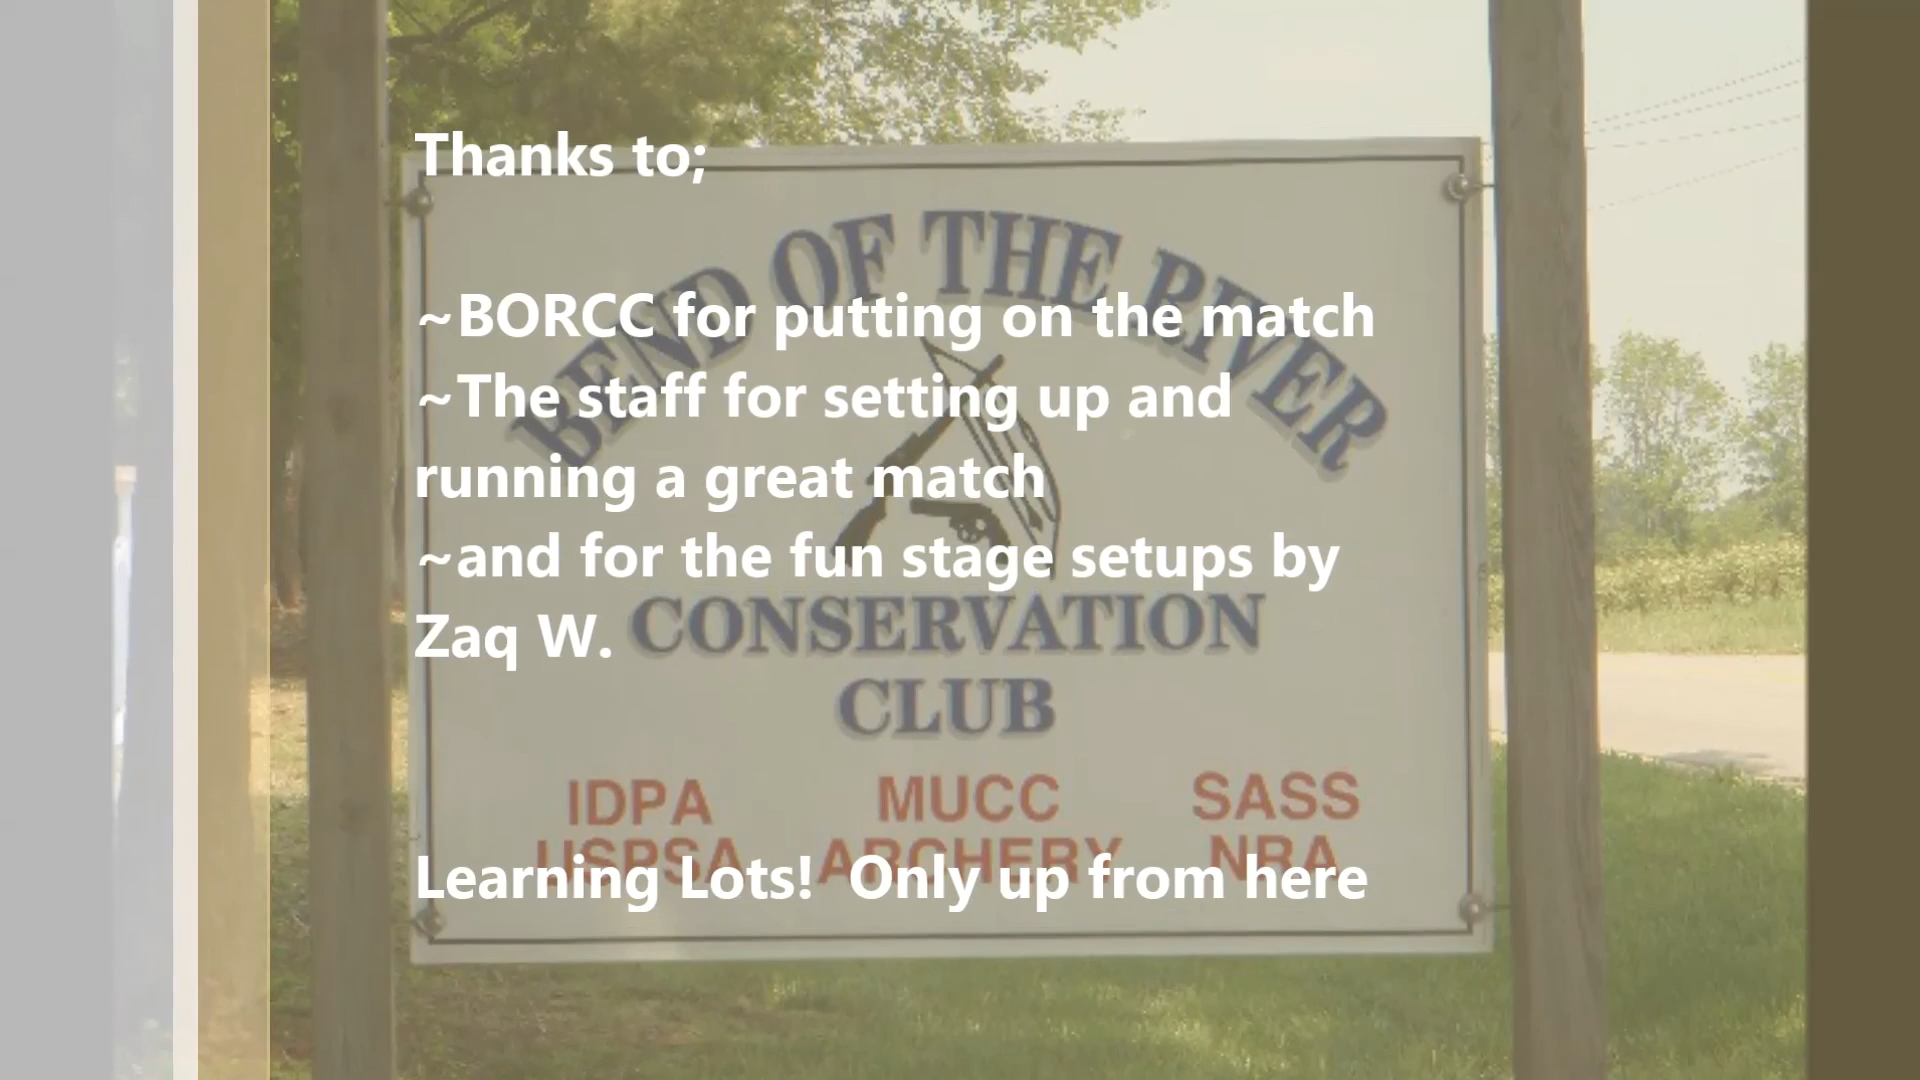 Thanks to;
BEND OF THE RIVER
~BORCC for putting on the match
~The staff for setting up and
running a great match
~and for the fun stage setups by
Zaq W.
CONSERVATION
CLUB
IDPA MUCC SASS
USPSA ARCHERY NRA
Learning Lots!  Only up from here